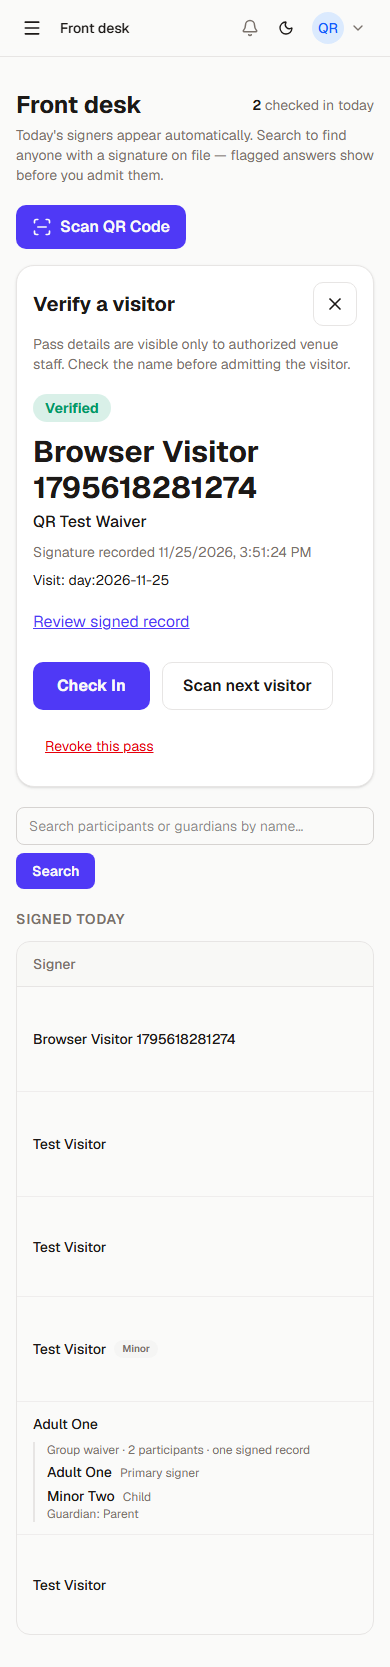 Front desk
QR
Front desk
2 checked in today
Today's signers appear automatically. Search to find
anyone with a signature on file — flagged answers show
before you admit them.
Scan QR Code
Verify a visitor
Pass details are visible only to authorized venue
staff. Check the name before admitting the visitor.
Verified
Browser Visitor
1795618281274
QR Test Waiver
Signature recorded 11/25/2026, 3:51:24 PM
Visit: day:2026-11-25
Review signed record
Check In
Scan next visitor
Revoke this pass
Search participants or guardians by name...
Search
SIGNED TODAY
Signer
Browser Visitor 1795618281274
Test Visitor
Test Visitor
Test Visitor Minor
Adult One
Group waiver · 2 participants · one signed record
Adult One Primary signer
Minor Two Child
Guardian: Parent
Test Visitor